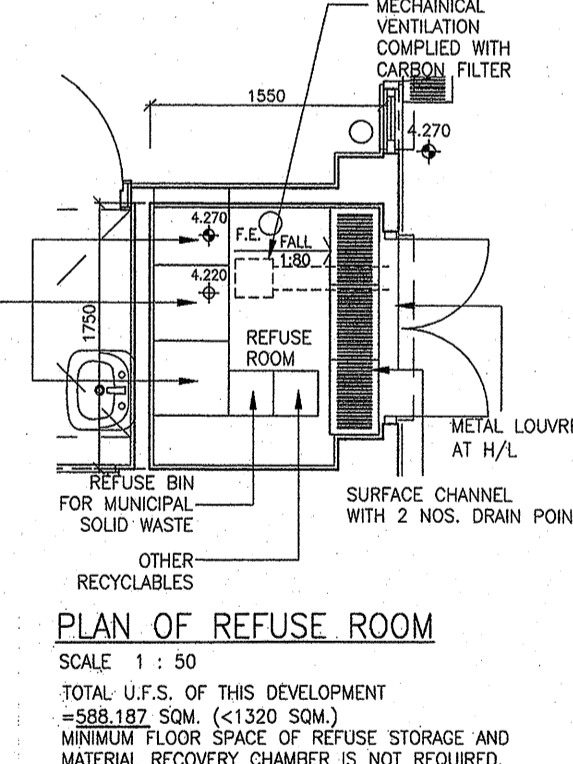 MECHAINICAL
VENTILATION
COMPLIED WITH
CARBON FILTER
1550
4.270
4.270
F.E.
FALL
1:80
4.220
1750
REFUSE
ROOM
METAL LOUVRE
AT H/L
REFUSE BIN
FOR MUNICIPAL
SOLID WASTE
SURFACE CHANNEL
WITH 2 NOS. DRAIN POIN
OTHER
RECYCLABLES
PLAN OF REFUSE ROOM
SCALE 1 : 50
TOTAL U.F.S. OF THIS DEVELOPMENT
=588.187 SQM. (<1320 SQM.)
MINIMUM FLOOR SPACE OF REFUSE STORAGE AND
MATERIAL RECOVERY CHAMBER IS NOT REQUIRED.